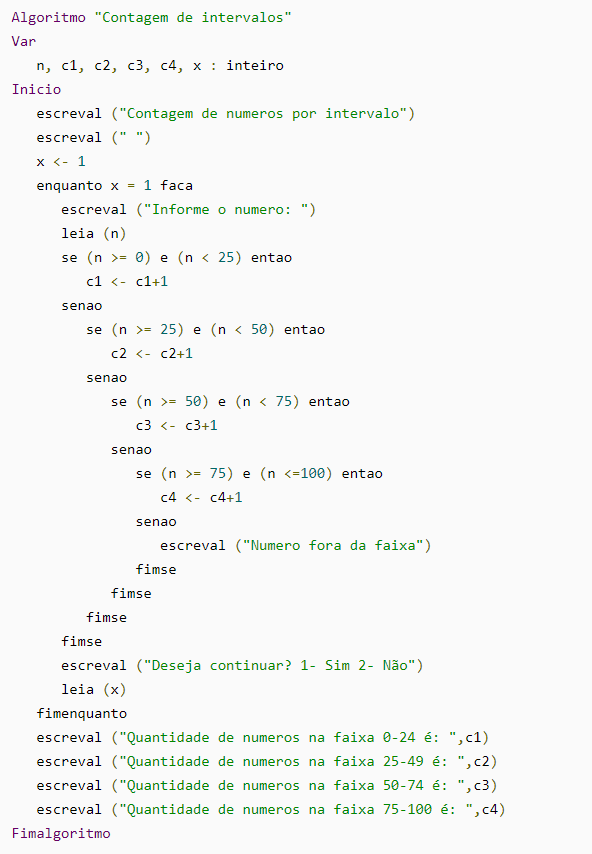 Algoritmo "Contagem de intervalos"
Var
   n, c1, c2, c3, c4, x : inteiro
Inicio
   escreval ("Contagem de numeros por intervalo")
   escreval (" ")
   x <- 1
   enquanto x = 1 faca
      escreval ("Informe o numero: ")
      leia (n)
      se (n >= 0) e (n < 25) entao
         c1 <- c1+1
      senao
         se (n >= 25) e (n < 50) entao
            c2 <- c2+1
         senao
            se (n >= 50) e (n < 75) entao
               c3 <- c3+1
            senao
               se (n >= 75) e (n <=100) entao
                  c4 <- c4+1
               senao
                  escreval ("Numero fora da faixa")
               fimse
            fimse
         fimse
      fimse
      escreval ("Deseja continuar? 1- Sim 2- Não")
      leia (x)
   fimenquanto
   escreval ("Quantidade de numeros na faixa 0-24 é: ",c1)
   escreval ("Quantidade de numeros na faixa 25-49 é: ",c2)
   escreval ("Quantidade de numeros na faixa 50-74 é: ",c3)
   escreval ("Quantidade de numeros na faixa 75-100 é: ",c4)
Fimalgoritmo